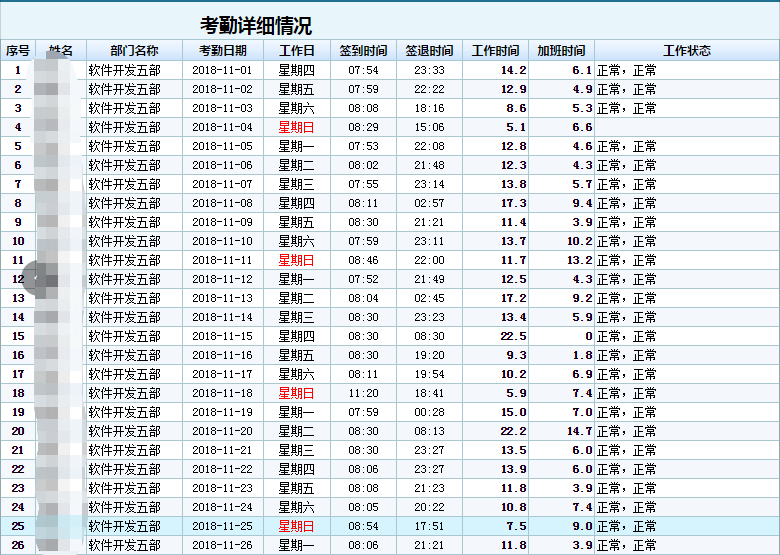 考勤详细情况
序号 姓名 部门名称 考勤日期 工作日 签到时间 签退时间 工作时间 加班时间 工作状态
1 软件开发五部 2018-11-01 星期四 07:54 23:33 14.2 6.1 正常，正常
2 软件开发五部 2018-11-02 星期五 07:59 22:22 12.9 4.9 正常，正常
3 软件开发五部 2018-11-03 星期六 08:08 18:16 8.6 5.3 正常，正常
4 软件开发五部 2018-11-04 星期日 08:29 15:06 5.1 6.6
5 软件开发五部 2018-11-05 星期一 07:53 22:08 12.8 4.6 正常，正常
6 软件开发五部 2018-11-06 星期二 08:02 21:48 12.3 4.3 正常，正常
7 软件开发五部 2018-11-07 星期三 07:55 23:14 13.8 5.7 正常，正常
8 软件开发五部 2018-11-08 星期四 08:11 02:57 17.3 9.4 正常，正常
9 软件开发五部 2018-11-09 星期五 08:30 21:21 11.4 3.9 正常，正常
10 软件开发五部 2018-11-10 星期六 07:59 23:11 13.7 10.2 正常，正常
11 软件开发五部 2018-11-11 星期日 08:46 22:00 11.7 13.2 正常，正常
12 软件开发五部 2018-11-12 星期一 07:52 21:49 12.5 4.3 正常，正常
13 软件开发五部 2018-11-13 星期二 08:04 02:45 17.2 9.2 正常，正常
14 软件开发五部 2018-11-14 星期三 08:30 23:23 13.4 5.9 正常，正常
15 软件开发五部 2018-11-15 星期四 08:30 08:30 22.5 0 正常，正常
16 软件开发五部 2018-11-16 星期五 08:30 19:20 9.3 1.8 正常，正常
17 软件开发五部 2018-11-17 星期六 08:11 19:54 10.2 6.9 正常，正常
18 软件开发五部 2018-11-18 星期日 11:20 18:41 5.9 7.4 正常，正常
19 软件开发五部 2018-11-19 星期一 07:59 00:28 15.0 7.0 正常，正常
20 软件开发五部 2018-11-20 星期二 08:30 08:13 22.2 14.7 正常，正常
21 软件开发五部 2018-11-21 星期三 08:30 23:27 13.5 6.0 正常，正常
22 软件开发五部 2018-11-22 星期四 08:06 23:27 13.9 6.0 正常，正常
23 软件开发五部 2018-11-23 星期五 08:08 21:23 11.8 3.9 正常，正常
24 软件开发五部 2018-11-24 星期六 08:05 20:22 10.8 7.4 正常，正常
25 软件开发五部 2018-11-25 星期日 08:54 17:51 7.5 9.0 正常，正常
26 软件开发五部 2018-11-26 星期一 08:06 21:21 11.8 3.9 正常，正常